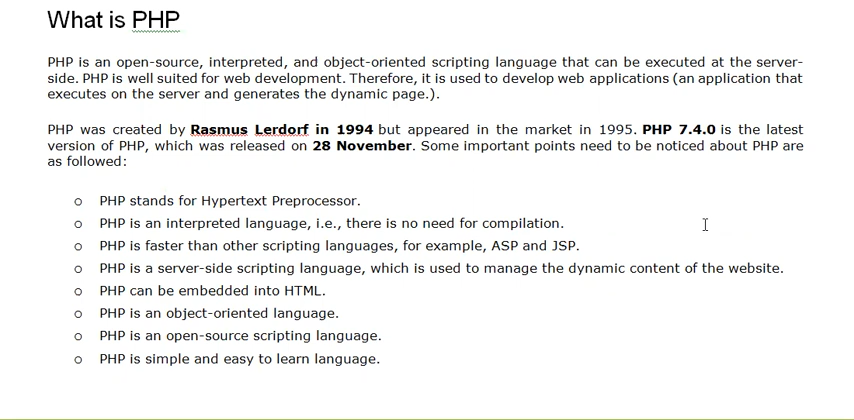 What is PHP
PHP is an open-source, interpreted, and object-oriented scripting language that can be executed at the server-
side. PHP is well suited for web development. Therefore, it is used to develop web applications (an application that
executes on the server and generates the dynamic page.).
PHP was created by Rasmus Lerdorf in 1994 but appeared in the market in 1995. PHP 7.4.0 is the latest
version of PHP, which was released on 28 November. Some important points need to be noticed about PHP are
as followed:
o PHP stands for Hypertext Preprocessor.
o PHP is an interpreted language, i.e., there is no need for compilation.
o PHP is faster than other scripting languages, for example, ASP and JSP.
o PHP is a server-side scripting language, which is used to manage the dynamic content of the website.
o PHP can be embedded into HTML.
o PHP is an object-oriented language.
o PHP is an open-source scripting language.
o PHP is simple and easy to learn language.